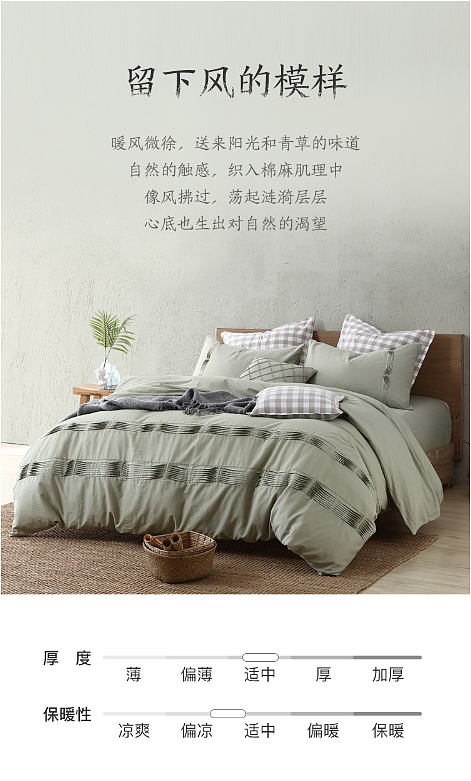 留下风的模样
暖风微徐，送来阳光和青草的味道
自然的触感，织入棉麻肌理中
像风拂过，荡起涟漪层层
心底也生出对自然的渴望
厚 度
薄 偏薄 适中 厚 加厚
保暖性
凉爽 偏凉 适中 偏暖 保暖